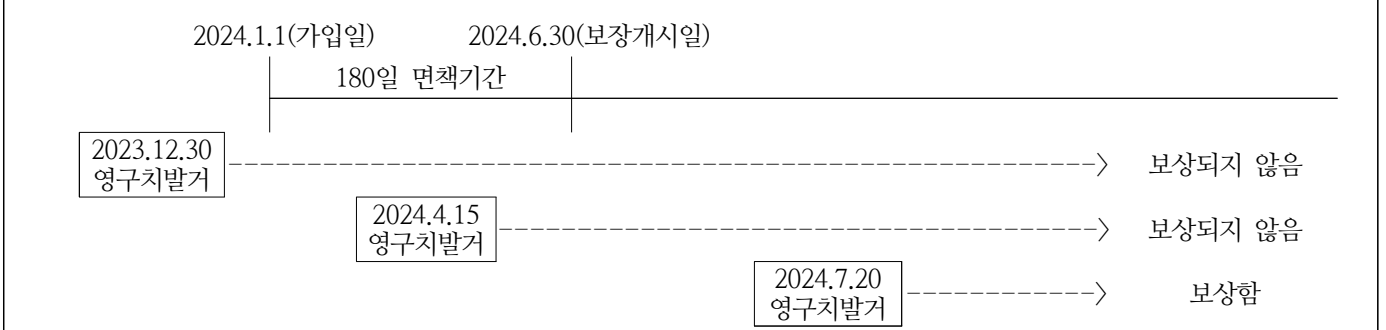 2024.1.1(가입일) 2024.6.30(보장개시일)
180일 면책기간
2023.12.30
영구치발거
보상되지 않음
2024.4.15
영구치발거
보상되지 않음
2024.7.20
영구치발거
보상함